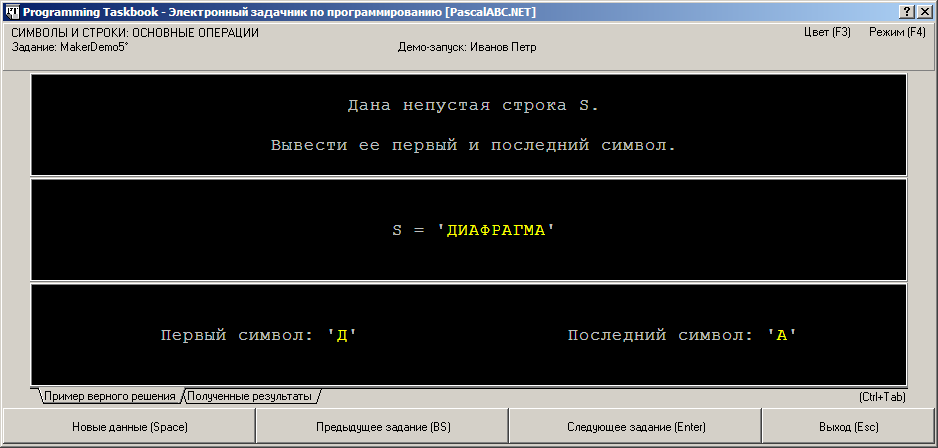 Programming Taskbook - Электронный задачник по программированию [PascalABC.NET]
СИМВОЛЫ И СТРОКИ: ОСНОВНЫЕ ОПЕРАЦИИ
Цвет (F3) Режим (F4)
Задание: MakerDemo5°
Демо-запуск: Иванов Петр
Дана непустая строка S.
Вывести ее первый и последний символ.
S = 'ДИАФРАГМА'
Первый символ: 'Д' Последний символ: 'А'
Пример верного решения Полученные результаты (Ctrl+Tab)
Новые данные (Space) Предыдущее задание (BS) Следующее задание (Enter) Выход (Esc)